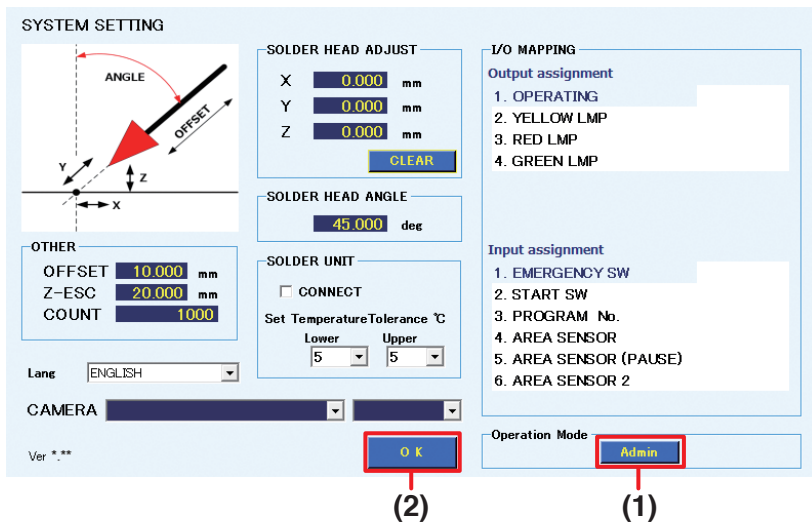 SYSTEM SETTING
ANGLE
OFFSET
Y
Z
X
OTHER
OFFSET 10.000 mm
Z-ESC 20.000 mm
COUNT 1000
Lang ENGLISH
CAMERA
Ver *.**
SOLDER HEAD ADJUST
X 0.000 mm
Y 0.000 mm
Z 0.000 mm
CLEAR
SOLDER HEAD ANGLE
45.000 deg
SOLDER UNIT
CONNECT
Set TemperatureTolerance ℃
Lower Upper
5 5
OK
(2)
I/O MAPPING
Output assignment
1. OPERATING
2. YELLOW LMP
3. RED LMP
4. GREEN LMP
Input assignment
1. EMERGENCY SW
2. START SW
3. PROGRAM No.
4. AREA SENSOR
5. AREA SENSOR (PAUSE)
6. AREA SENSOR 2
Operation Mode
Admin
(1)